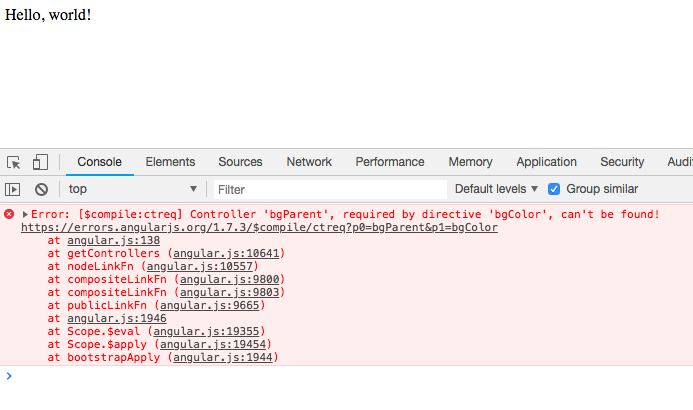 Hello, world!
Console Elements Sources Network Performance Memory Application Security Audi
top Filter Default levels Group similar
Error: [$compile:ctreq] Controller 'bgParent', required by directive 'bgColor', can't be found!
https://errors.angularjs.org/1.7.3/$compile/ctreq?p0=bgParent&p1=bgColor
at angular.js:138
at getControllers (angular.js:10641)
at nodeLinkFn (angular.js:10557)
at compositeLinkFn (angular.js:9800)
at compositeLinkFn (angular.js:9803)
at publicLinkFn (angular.js:9665)
at angular.js:1946
at Scope.$eval (angular.js:19355)
at Scope.$apply (angular.js:19454)
at bootstrapApply (angular.js:1944)